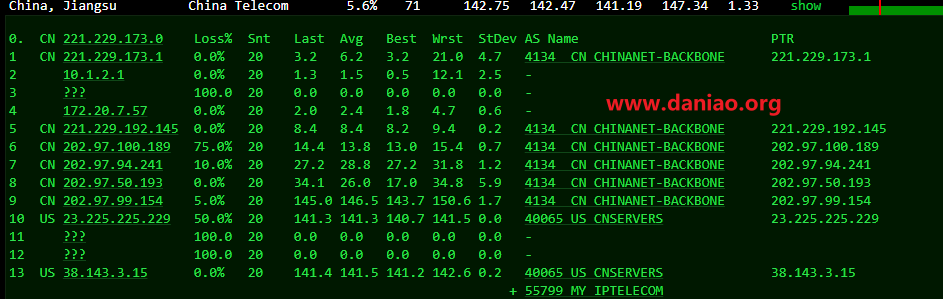 China, Jiangsu China Telecom 5.6% 71 142.75 142.47 141.19 147.34 1.33 show
0. CN 221.229.173.0 Loss% Snt Last Avg Best Wrst StDev AS Name PTR
1 CN 221.229.173.1 0.0% 20 3.2 6.2 3.2 21.0 4.7 4134 CN CHINANET-BACKBONE 221.229.173.1
2 10.1.2.1 0.0% 20 1.3 1.5 0.5 12.1 2.5 -
3 ??? 100.0 20 0.0 0.0 0.0 0.0 0.0 -
www.daniao.org
4 172.20.7.57 0.0% 20 2.0 2.4 1.8 4.7 0.6 -
5 CN 221.229.192.145 0.0% 20 8.4 8.4 8.2 9.4 0.2 4134 CN CHINANET-BACKBONE 221.229.192.145
6 CN 202.97.100.189 75.0% 20 14.4 13.8 13.0 15.4 0.7 4134 CN CHINANET-BACKBONE 202.97.100.189
7 CN 202.97.94.241 10.0% 20 27.2 28.8 27.2 31.8 1.2 4134 CN CHINANET-BACKBONE 202.97.94.241
8 CN 202.97.50.193 0.0% 20 34.1 26.0 17.0 34.8 5.9 4134 CN CHINANET-BACKBONE 202.97.50.193
9 CN 202.97.99.154 5.0% 20 145.0 146.5 143.7 150.6 1.7 4134 CN CHINANET-BACKBONE 202.97.99.154
10 US 23.225.225.229 50.0% 20 141.3 141.3 140.7 141.5 0.0 40065 US CNSERVERS 23.225.225.229
11 ??? 100.0 20 0.0 0.0 0.0 0.0 0.0 -
12 ??? 100.0 20 0.0 0.0 0.0 0.0 0.0 -
13 US 38.143.3.15 0.0% 20 141.4 141.5 141.2 142.6 0.2 40065 US CNSERVERS 38.143.3.15
+ 55799 MY IPTELECOM